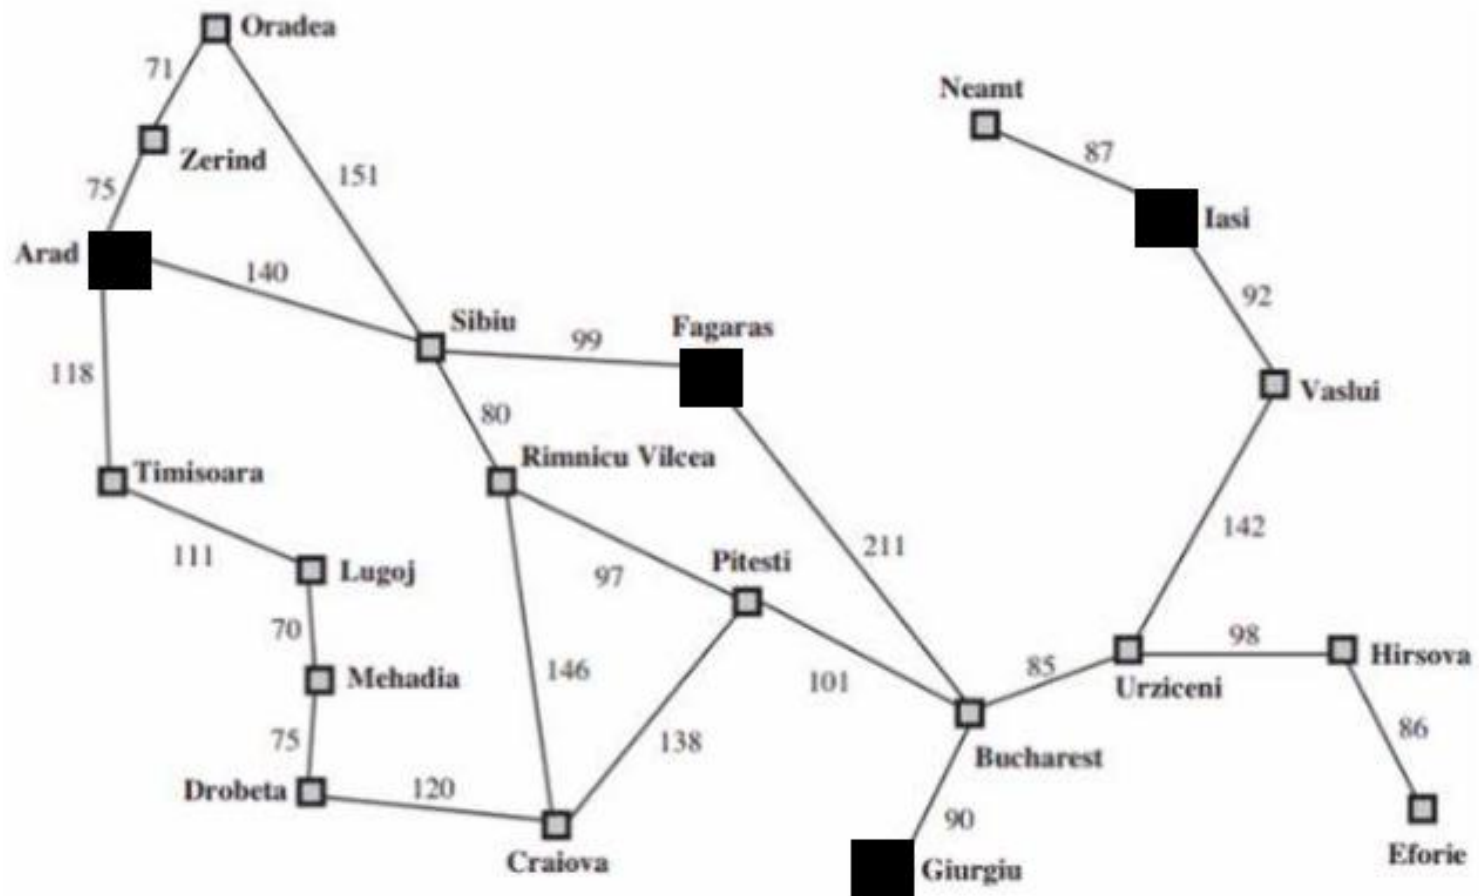 Oradea
71
Neamt
87
Zerind
151
75
Arad
140
Iasi
92
Sibiu
99
Fagaras
118
80
Vaslui
Timisoara
Rimnicu Vilcea
142
111
Lugoj
97
Pitesti
211
70
Mehadia
146
101
85
98
Hirsova
Urziceni
75
138
86
Bucharest
Drobeta
120
90
Craiova
Giurgiu
Eforie